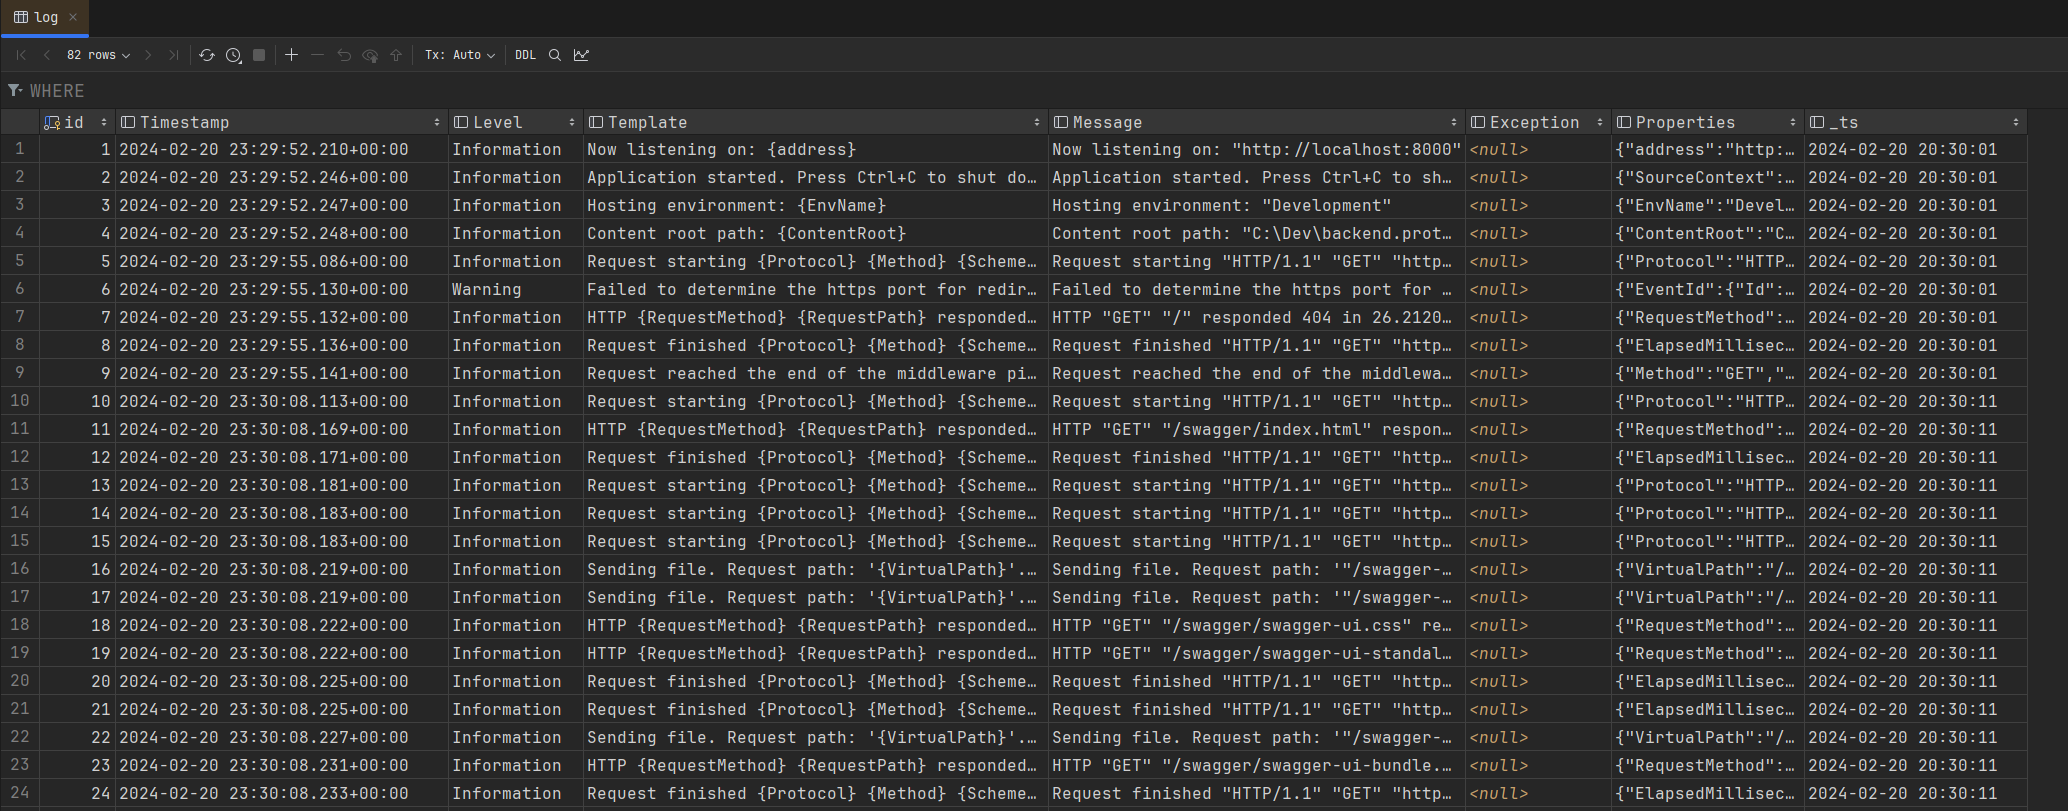 log
82 rows Tx: Auto DDL
WHERE
id Timestamp Level Template Message Exception Properties _ts
1 1 2024-02-20 23:29:52.210+00:00 Information Now listening on: {address} Now listening on: "http://localhost:8000" <null> {"address":"http:… 2024-02-20 20:30:01
2 2 2024-02-20 23:29:52.246+00:00 Information Application started. Press Ctrl+C to shut do… Application started. Press Ctrl+C to sh… <null> {"SourceContext":… 2024-02-20 20:30:01
3 3 2024-02-20 23:29:52.247+00:00 Information Hosting environment: {EnvName} Hosting environment: "Development" <null> {"EnvName":"Devel… 2024-02-20 20:30:01
4 4 2024-02-20 23:29:52.248+00:00 Information Content root path: {ContentRoot} Content root path: "C:\Dev\backend.prot… <null> {"ContentRoot":"C… 2024-02-20 20:30:01
5 5 2024-02-20 23:29:55.086+00:00 Information Request starting {Protocol} {Method} {Scheme… Request starting "HTTP/1.1" "GET" "http… <null> {"Protocol":"HTTP… 2024-02-20 20:30:01
6 6 2024-02-20 23:29:55.130+00:00 Warning Failed to determine the https port for redir… Failed to determine the https port for … <null> {"EventId":{"Id":… 2024-02-20 20:30:01
7 7 2024-02-20 23:29:55.132+00:00 Information HTTP {RequestMethod} {RequestPath} responded… HTTP "GET" "/" responded 404 in 26.2120… <null> {"RequestMethod":… 2024-02-20 20:30:01
8 8 2024-02-20 23:29:55.136+00:00 Information Request finished {Protocol} {Method} {Scheme… Request finished "HTTP/1.1" "GET" "http… <null> {"ElapsedMillisec… 2024-02-20 20:30:01
9 9 2024-02-20 23:29:55.141+00:00 Information Request reached the end of the middleware pi… Request reached the end of the middlewa… <null> {"Method":"GET","… 2024-02-20 20:30:01
10 10 2024-02-20 23:30:08.113+00:00 Information Request starting {Protocol} {Method} {Scheme… Request starting "HTTP/1.1" "GET" "http… <null> {"Protocol":"HTTP… 2024-02-20 20:30:11
11 11 2024-02-20 23:30:08.169+00:00 Information HTTP {RequestMethod} {RequestPath} responded… HTTP "GET" "/swagger/index.html" respon… <null> {"RequestMethod":… 2024-02-20 20:30:11
12 12 2024-02-20 23:30:08.171+00:00 Information Request finished {Protocol} {Method} {Scheme… Request finished "HTTP/1.1" "GET" "http… <null> {"ElapsedMillisec… 2024-02-20 20:30:11
13 13 2024-02-20 23:30:08.181+00:00 Information Request starting {Protocol} {Method} {Scheme… Request starting "HTTP/1.1" "GET" "http… <null> {"Protocol":"HTTP… 2024-02-20 20:30:11
14 14 2024-02-20 23:30:08.183+00:00 Information Request starting {Protocol} {Method} {Scheme… Request starting "HTTP/1.1" "GET" "http… <null> {"Protocol":"HTTP… 2024-02-20 20:30:11
15 15 2024-02-20 23:30:08.183+00:00 Information Request starting {Protocol} {Method} {Scheme… Request starting "HTTP/1.1" "GET" "http… <null> {"Protocol":"HTTP… 2024-02-20 20:30:11
16 16 2024-02-20 23:30:08.219+00:00 Information Sending file. Request path: '{VirtualPath}'.… Sending file. Request path: '"/swagger-… <null> {"VirtualPath":"/… 2024-02-20 20:30:11
17 17 2024-02-20 23:30:08.219+00:00 Information Sending file. Request path: '{VirtualPath}'.… Sending file. Request path: '"/swagger-… <null> {"VirtualPath":"/… 2024-02-20 20:30:11
18 18 2024-02-20 23:30:08.222+00:00 Information HTTP {RequestMethod} {RequestPath} responded… HTTP "GET" "/swagger/swagger-ui.css" re… <null> {"RequestMethod":… 2024-02-20 20:30:11
19 19 2024-02-20 23:30:08.222+00:00 Information HTTP {RequestMethod} {RequestPath} responded… HTTP "GET" "/swagger/swagger-ui-standal… <null> {"RequestMethod":… 2024-02-20 20:30:11
20 20 2024-02-20 23:30:08.225+00:00 Information Request finished {Protocol} {Method} {Scheme… Request finished "HTTP/1.1" "GET" "http… <null> {"ElapsedMillisec… 2024-02-20 20:30:11
21 21 2024-02-20 23:30:08.225+00:00 Information Request finished {Protocol} {Method} {Scheme… Request finished "HTTP/1.1" "GET" "http… <null> {"ElapsedMillisec… 2024-02-20 20:30:11
22 22 2024-02-20 23:30:08.227+00:00 Information Sending file. Request path: '{VirtualPath}'.… Sending file. Request path: '"/swagger-… <null> {"VirtualPath":"/… 2024-02-20 20:30:11
23 23 2024-02-20 23:30:08.231+00:00 Information HTTP {RequestMethod} {RequestPath} responded… HTTP "GET" "/swagger/swagger-ui-bundle.… <null> {"RequestMethod":… 2024-02-20 20:30:11
24 24 2024-02-20 23:30:08.233+00:00 Information Request finished {Protocol} {Method} {Scheme… Request finished "HTTP/1.1" "GET" "http… <null> {"ElapsedMillisec… 2024-02-20 20:30:11